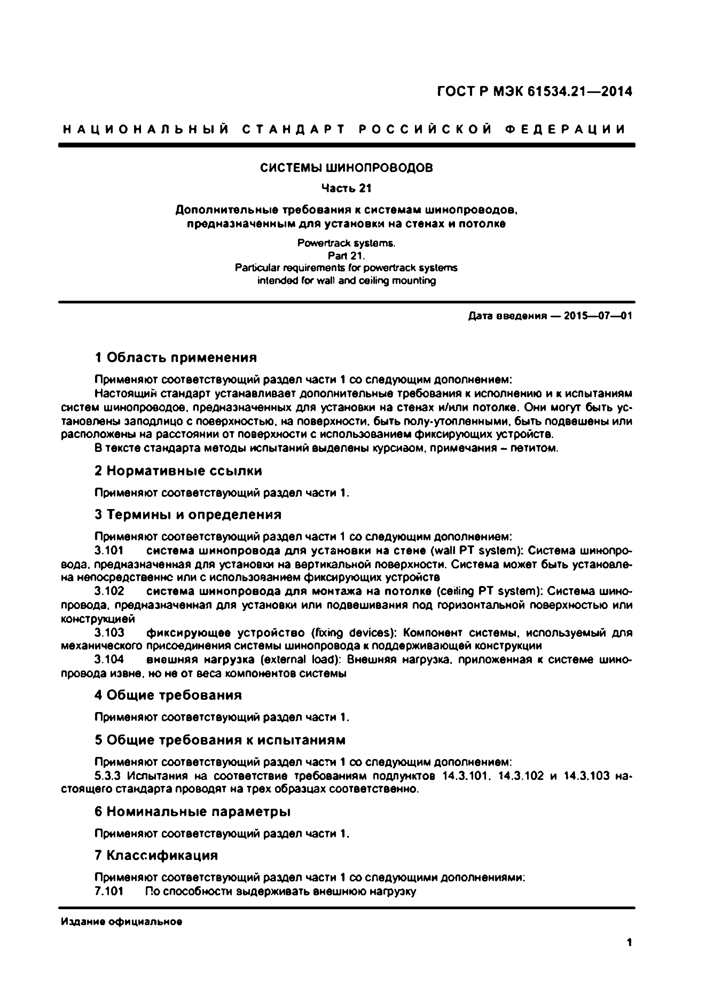 ГОСТ Р МЭК 61534.21—2014
НАЦИОНАЛЬНЫЙ СТАНДАРТ РОССИЙСКОЙ ФЕДЕРАЦИИ
СИСТЕМЫ ШИНОПРОВОДОВ
Часть 21
Дополнительные требования к системам шинопроводов,
предназначенным для установки на стенах и потолке
Powertrack systems.
Part 21.
Particular requirements for powertrack systems
intended for wall and ceiling mounting
Дата введения — 2015—07—01
1 Область применения
Применяют соответствующий раздел части 1 со следующим дополнением:
Настоящий стандарт устанавливает дополнительные требования к исполнению и к испытаниям
систем шинопроводов, предназначенных для установки на стенах и/или потолке. Они могут быть ус-
тановлены заподлицо с поверхностью, на поверхности, быть полу-утопленными, быть подвешены или
расположены на расстоянии от поверхности с использованием фиксирующих устройств.
В тексте стандарта методы испытаний выделены курсивом, примечания – петитом.
2 Нормативные ссылки
Применяют соответствующий раздел части 1.
3 Термины и определения
Применяют соответствующий раздел части 1 со следующим дополнением:
3.101 система шинопровода для установки на стене (wall PT system): Система шинопро-
вода, предназначенная для установки на вертикальной поверхности. Система может быть установле-
на непосредственно или с использованием фиксирующих устройств
3.102 система шинопровода для монтажа на потолке (ceiling PT system): Система шино-
провода, предназначенная для установки или подвешивания под горизонтальной поверхностью или
конструкцией
3.103 фиксирующее устройство (fixing devices): Компонент системы, используемый для
механического присоединения системы шинопровода к поддерживающей конструкции
3.104 внешняя нагрузка (external load): Внешняя нагрузка, приложенная к системе шино-
провода извне, но не от веса компонентов системы
4 Общие требования
Применяют соответствующий раздел части 1.
5 Общие требования к испытаниям
Применяют соответствующий раздел части 1 со следующим дополнением:
5.3.3 Испытания на соответствие требованиям подпунктов 14.3.101, 14.3.102 и 14.3.103 на-
стоящего стандарта проводят на трех образцах соответственно.
6 Номинальные параметры
Применяют соответствующий раздел части 1.
7 Классификация
Применяют соответствующий раздел части 1 со следующими дополнениями:
7.101 По способности выдерживать внешнюю нагрузку
Издание официальное
1